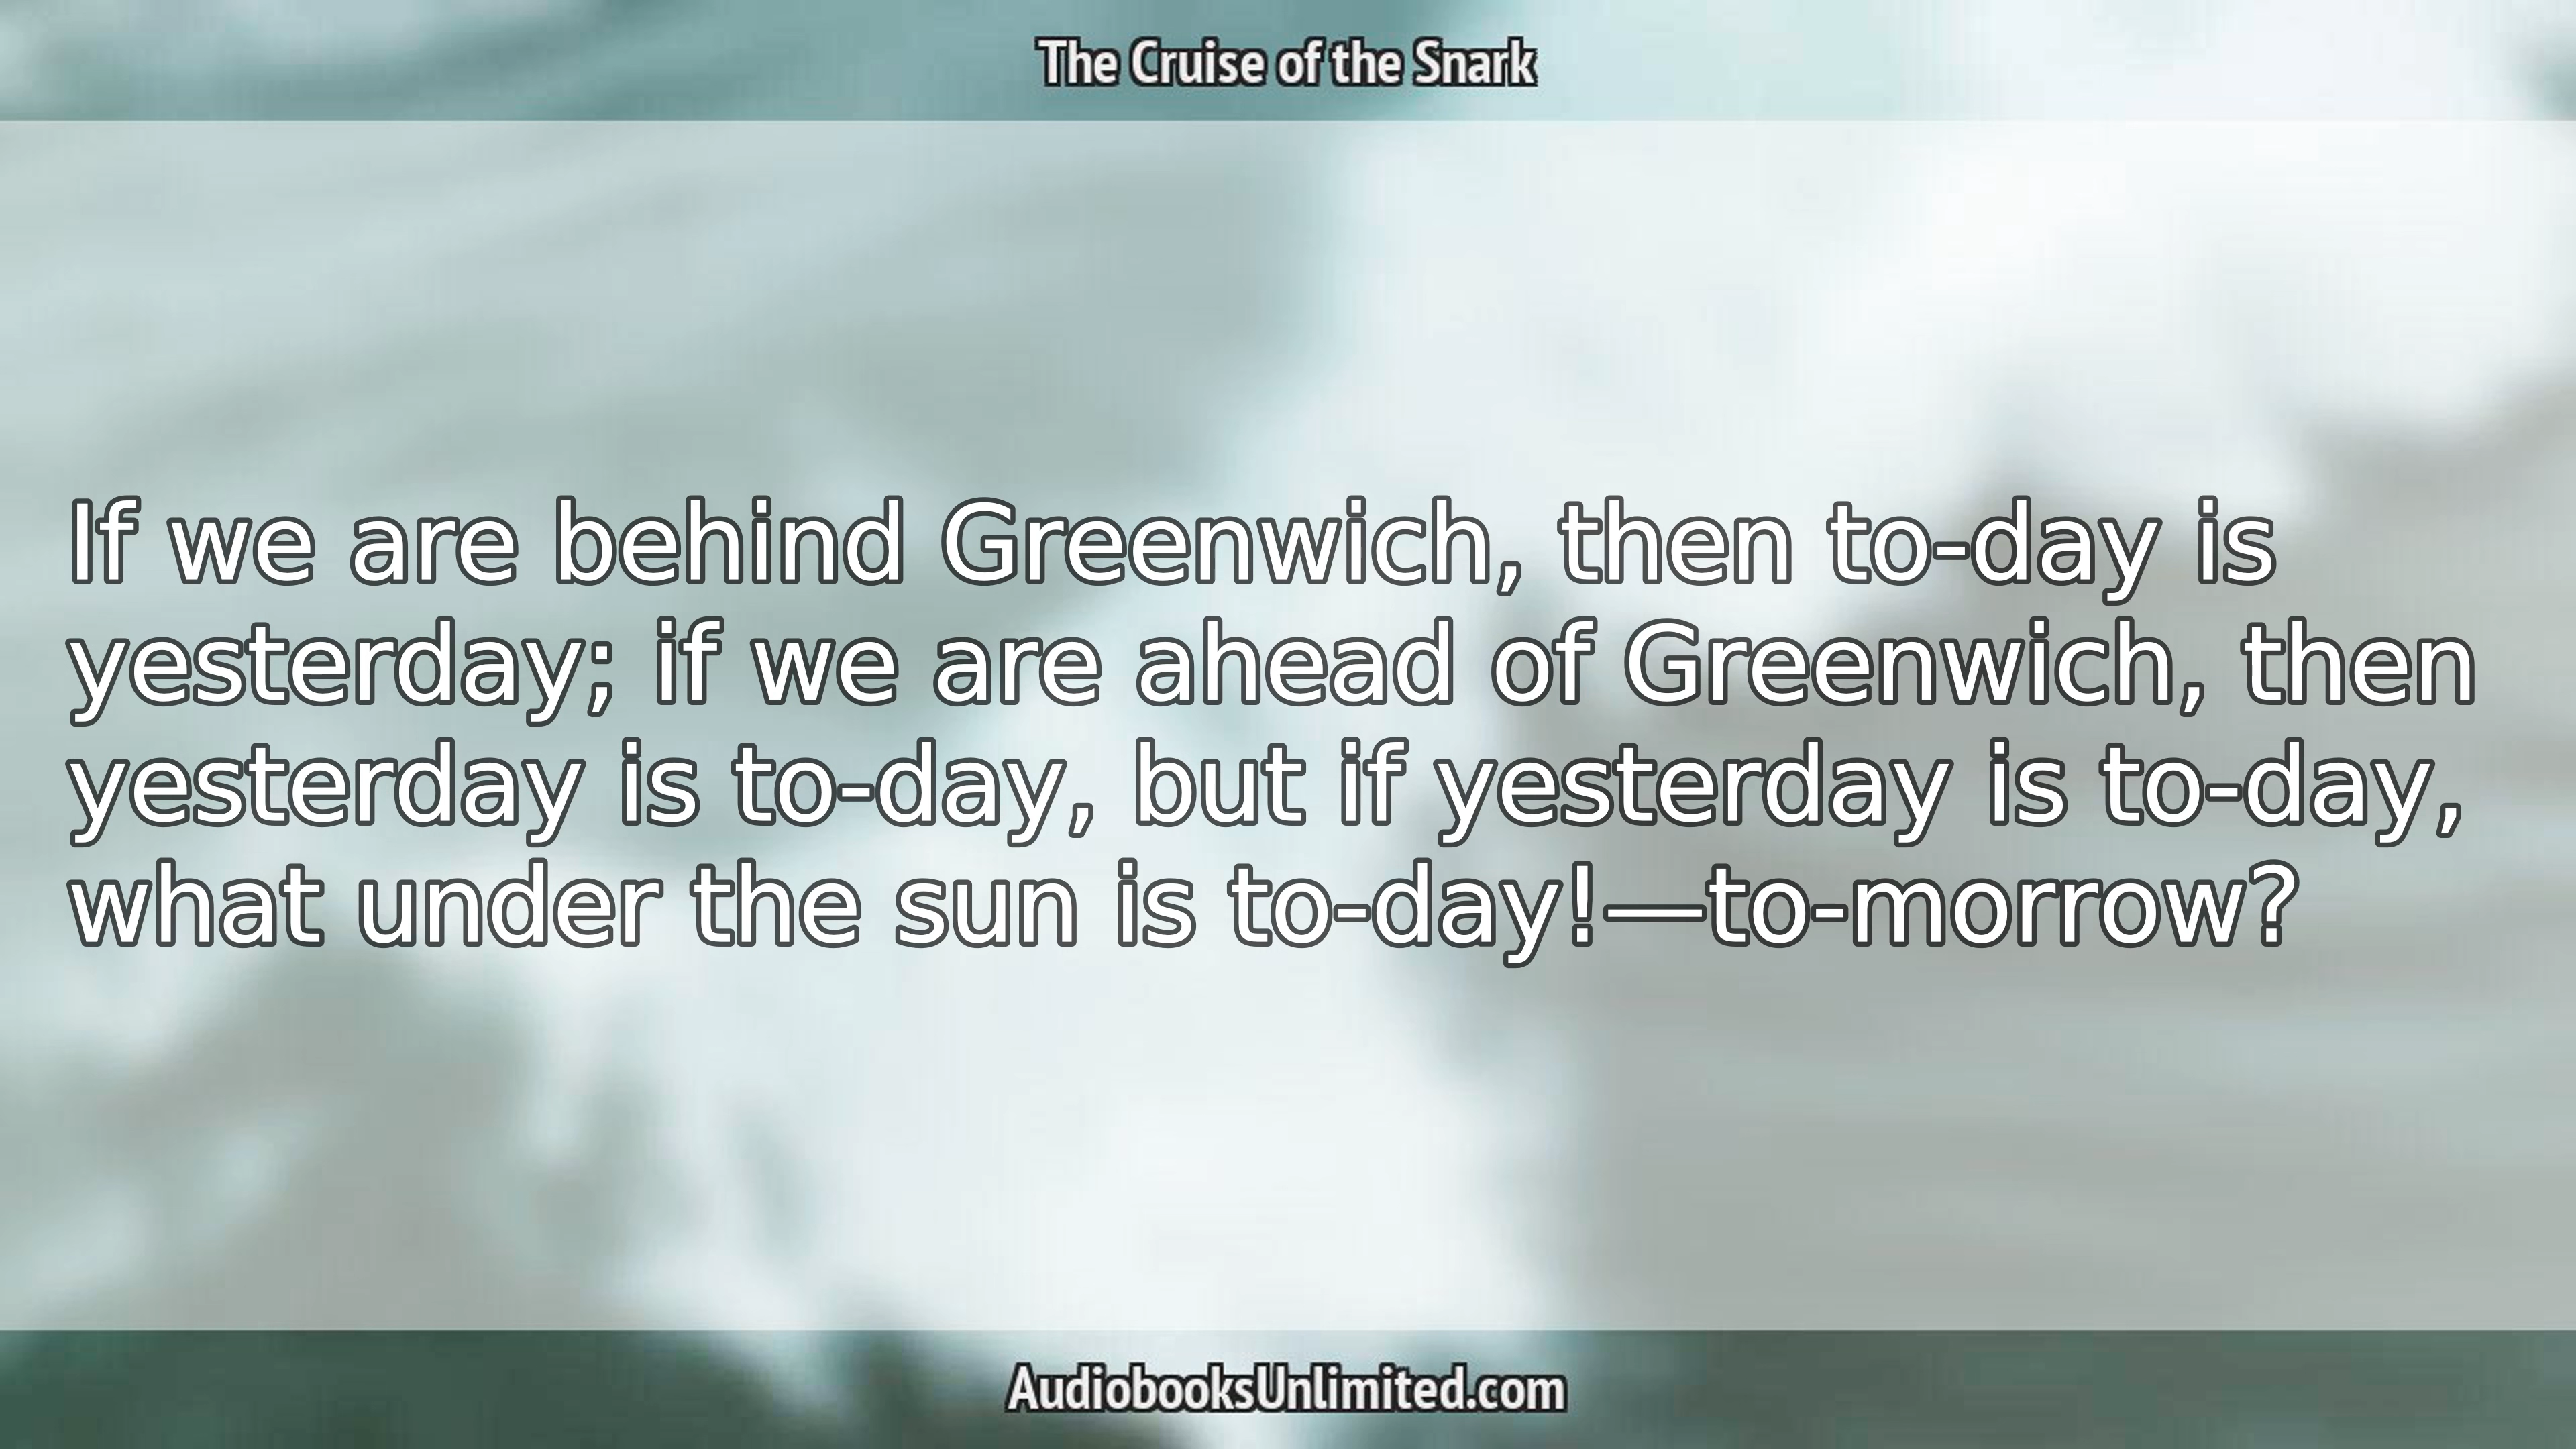 The Cruise of the Snark
If we are behind Greenwich, then to-day is
yesterday; if we are ahead of Greenwich, then
yesterday is to-day, but if yesterday is to-day,
what under the sun is to-day!—to-morrow?
AudiobooksUnlimited.com